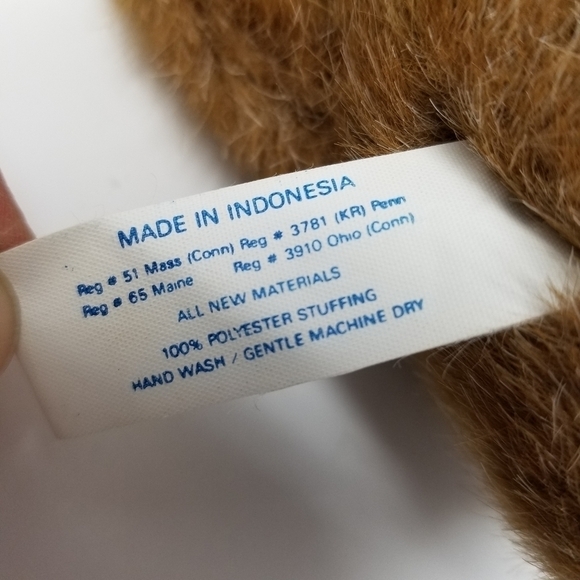 MADE IN INDONESIA
Reg # 51 Mass (Conn) Reg # 3781 (KR) Penn
Reg # 65 Maine Reg # 3910 Ohio (Conn)
ALL NEW MATERIALS
100% POLYESTER STUFFING
HAND WASH / GENTLE MACHINE DRY